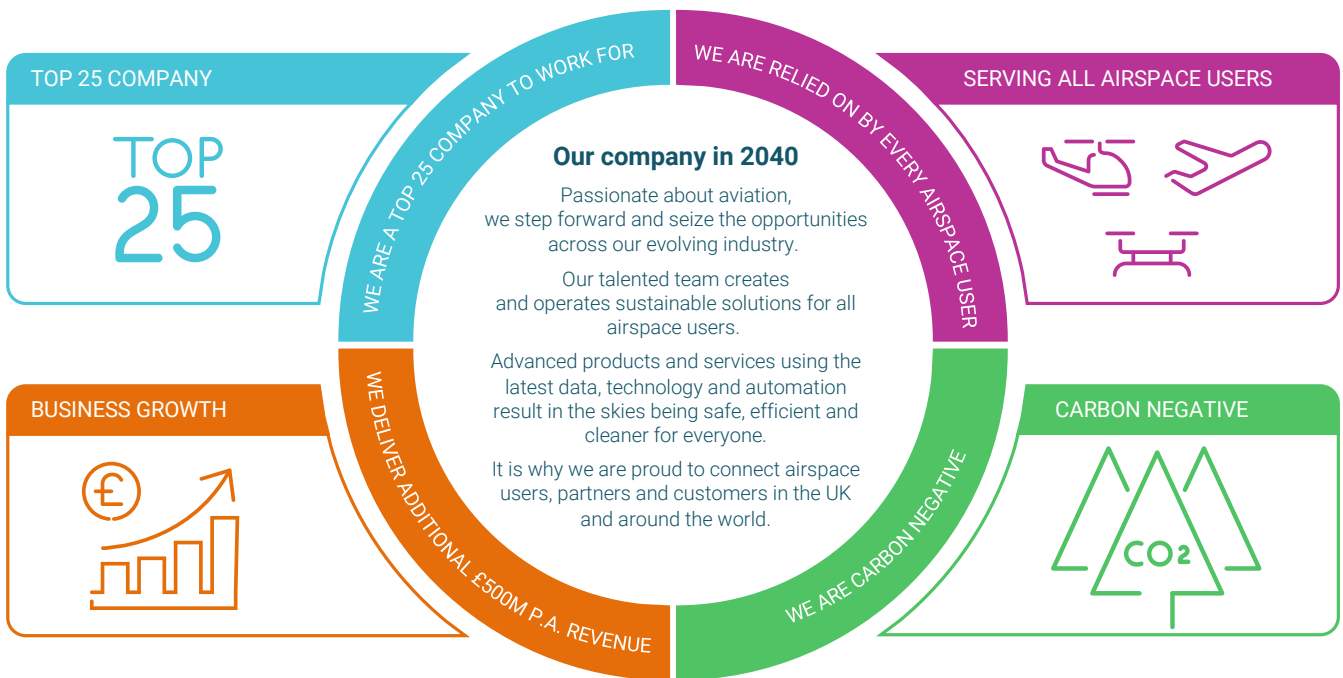 TOP 25 COMPANY
TOP
25
WE ARE A TOP 25 COMPANY TO WORK FOR
WE ARE RELIED ON BY EVERY AIRSPACE USER
SERVING ALL AIRSPACE USERS
Our company in 2040
Passionate about aviation,
we step forward and seize the opportunities
across our evolving industry.
Our talented team creates
and operates sustainable solutions for all
airspace users.
Advanced products and services using the
latest data, technology and automation
result in the skies being safe, efficient and
cleaner for everyone.
It is why we are proud to connect airspace
users, partners and customers in the UK
and around the world.
BUSINESS GROWTH
£
WE DELIVER ADDITIONAL £500M P.A. REVENUE
WE ARE CARBON NEGATIVE
CARBON NEGATIVE
CO2